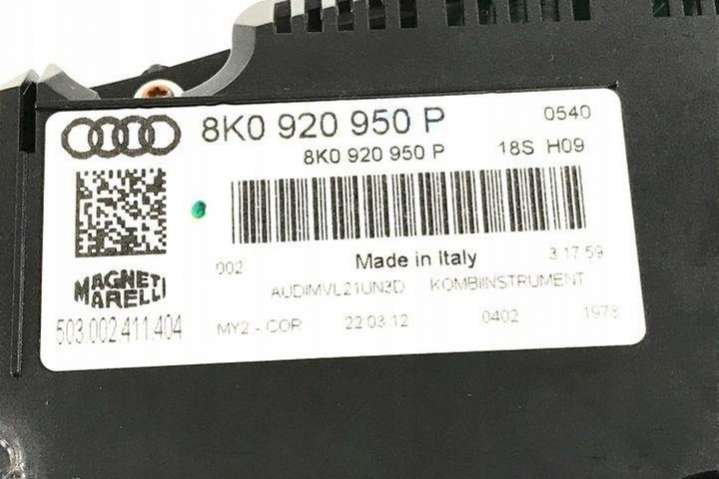 8K0 920 950 P 0540
8K0 920 950 P 18S H09
002 Made in Italy 3.17.59
MAGNETI
MARELLI
AUDIMVL21UN3D KOMBIINSTRUMENT
503.002.411.404
MY2 - COR 22.03.12 0402 1978